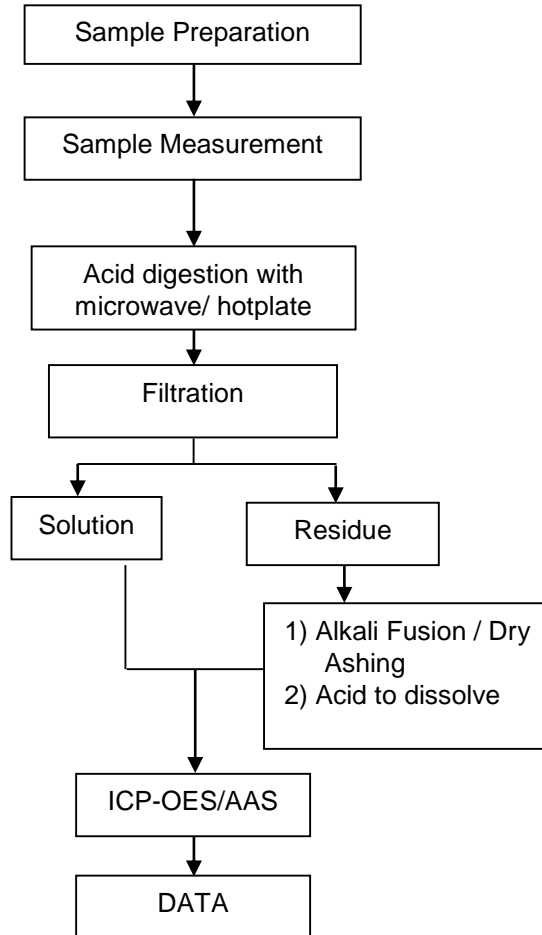 Sample Preparation
Sample Measurement
Acid digestion with
microwave/ hotplate
Filtration
Solution
Residue
1) Alkali Fusion / Dry
Ashing
2) Acid to dissolve
ICP-OES/AAS
DATA